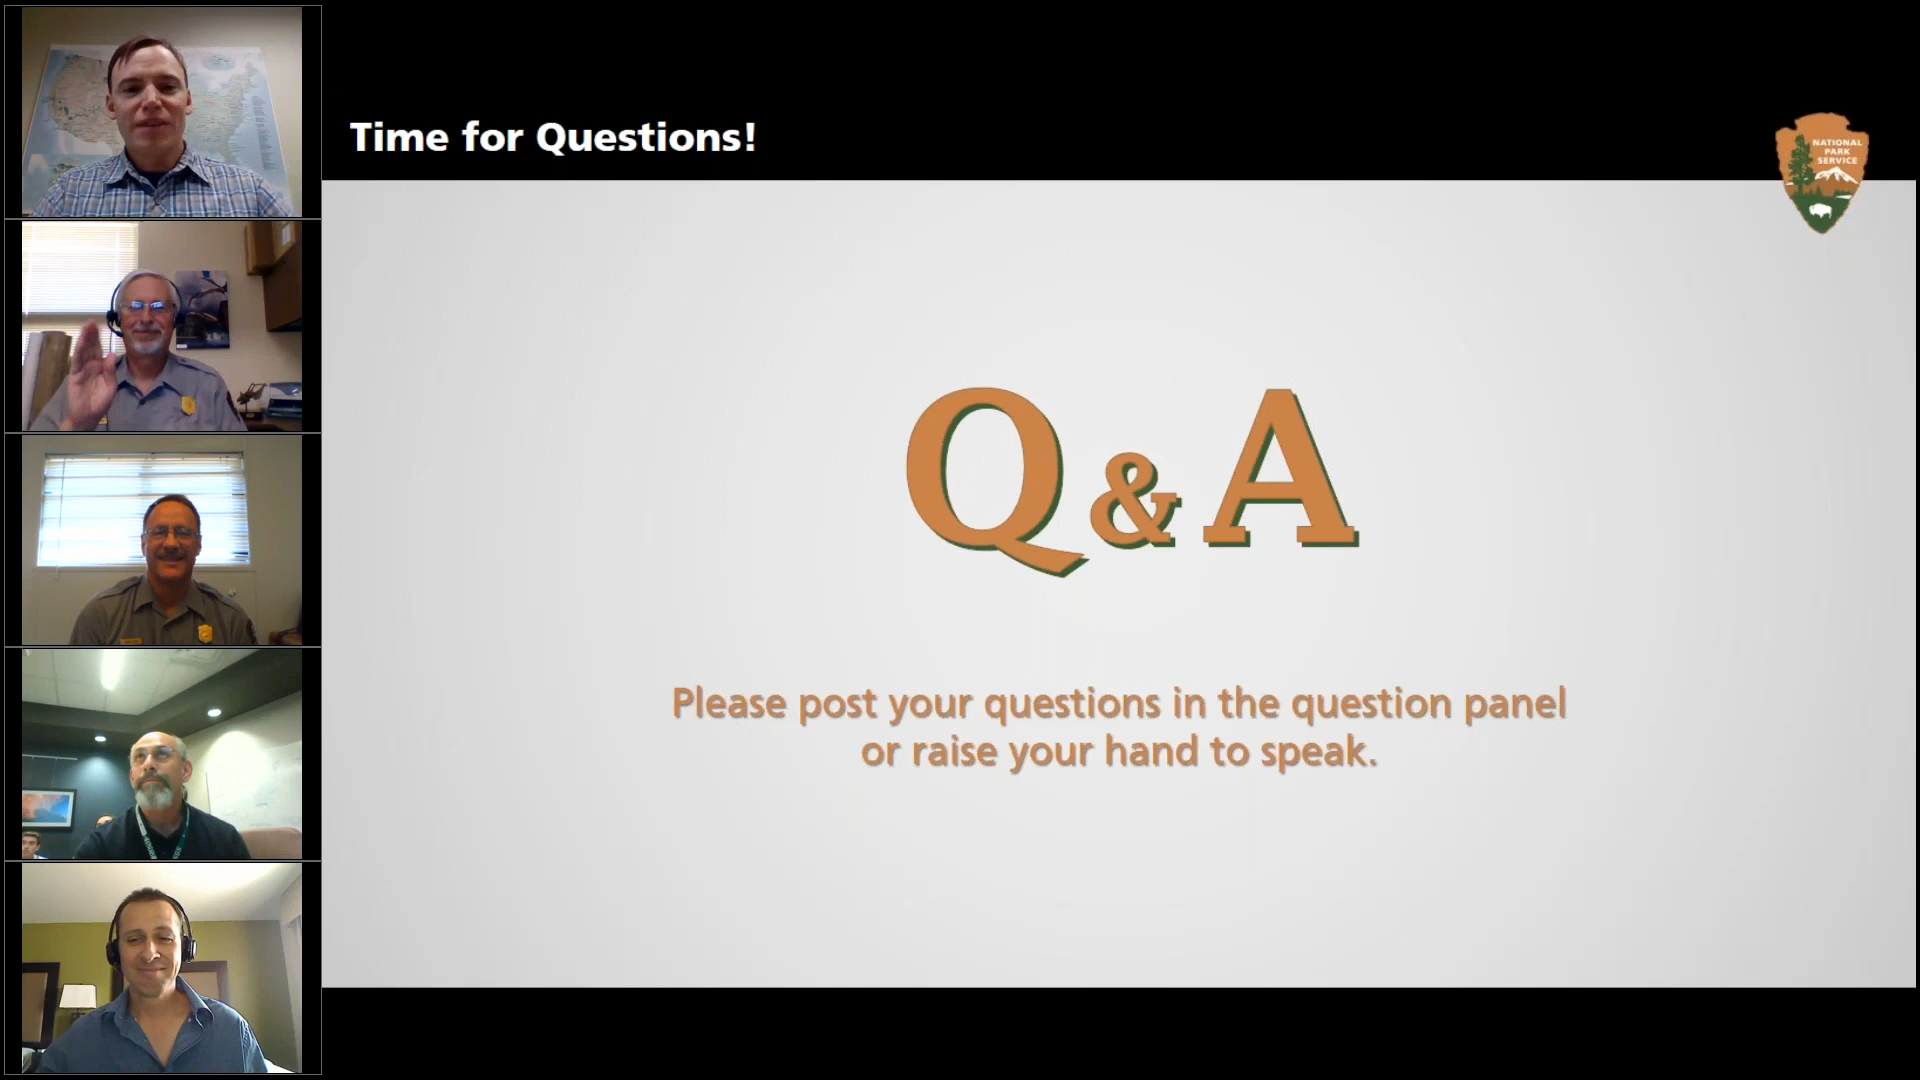 Time for Questions!
NATIONAL
PARK
SERVICE
Q & A
Please post your questions in the question panel
or raise your hand to speak.